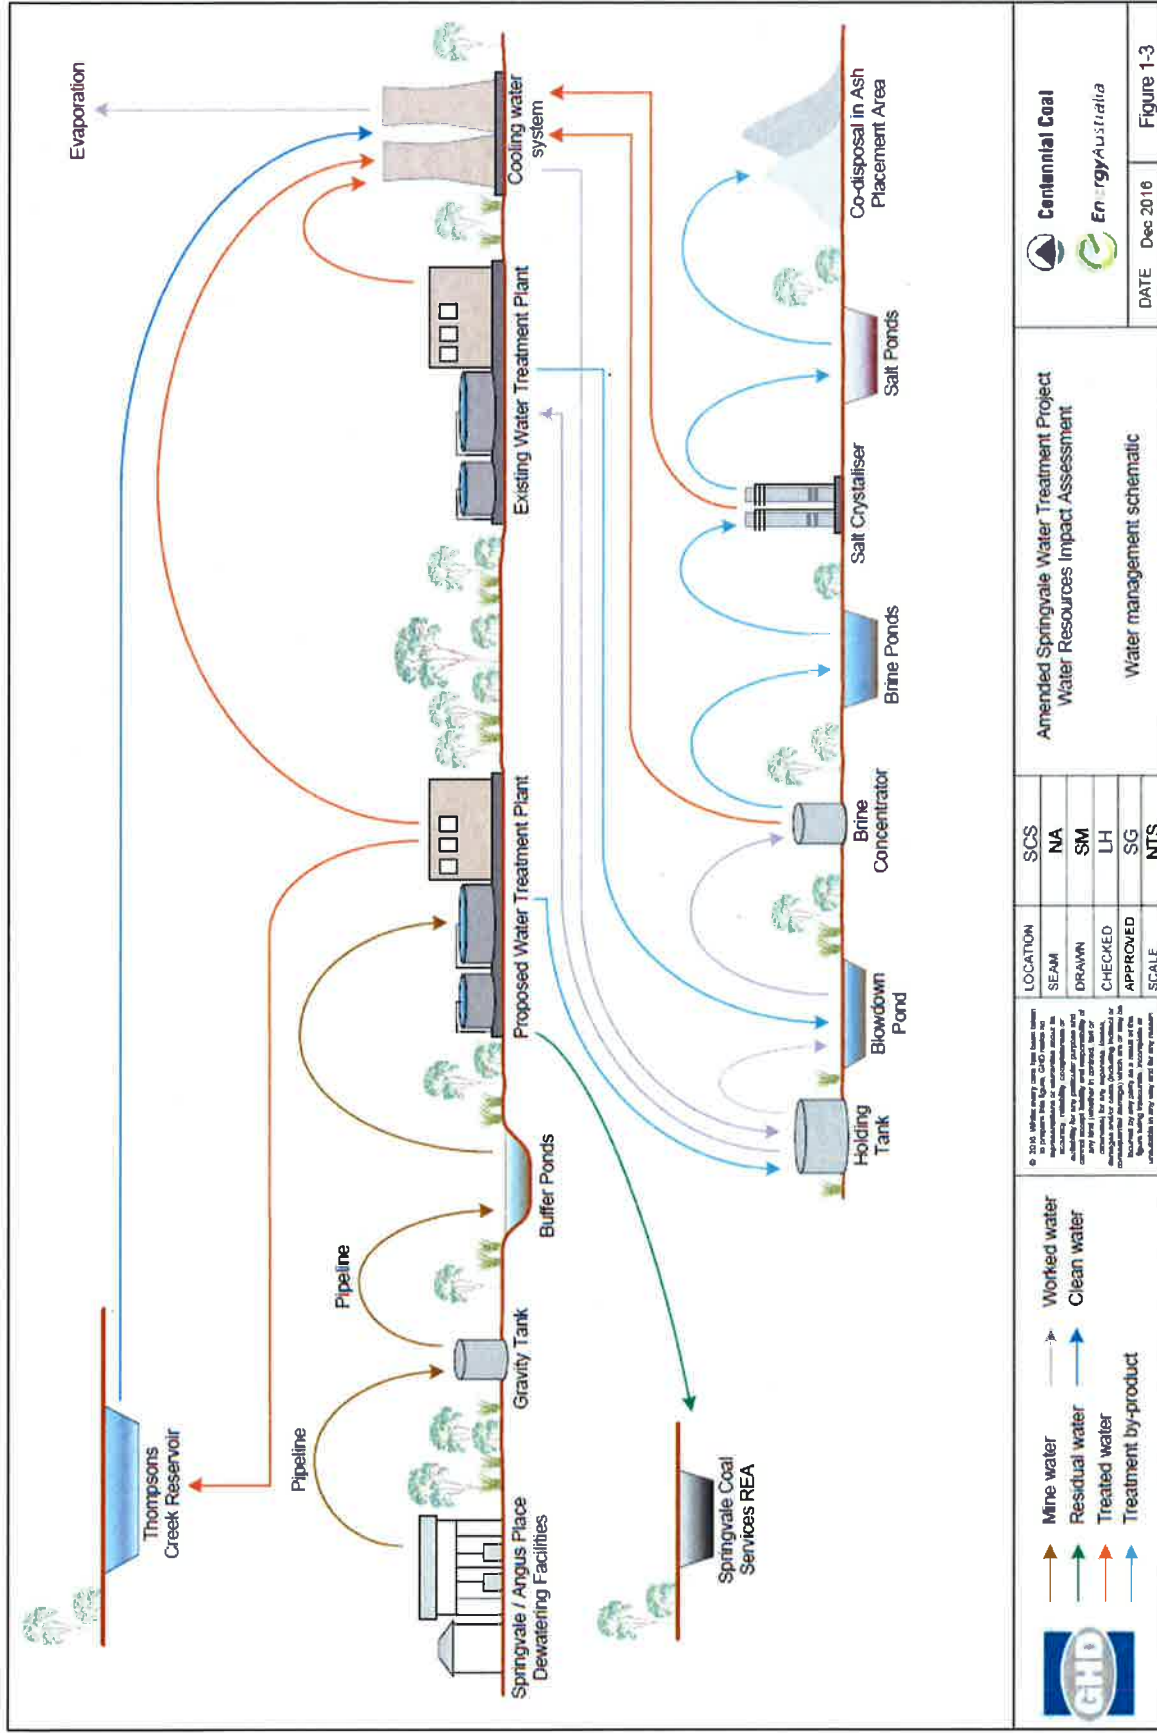 Evaporation
Thompsons
Creek Reservoir
Pipeline
Pipeline
Springvale / Angus Place
Dewatering Facilities
Gravity Tank
Buffer Ponds
Proposed Water Treatment Plant
Existing Water Treatment Plant
Cooling water
system
Springvale Coal
Services REA
Holding
Tank
Blowdown
Pond
Brine
Concentrator
Brine Ponds
Salt Crystaliser
Salt Ponds
Co-disposal in Ash
Placement Area
GHD
Mine water
Residual water
Treated water
Treatment by-product
Worked water
Clean water
LOCATION SCS
SEAM NA
DRAWN SM
CHECKED LH
APPROVED SG
SCALE NTS
Amended Springvale Water Treatment Project
Water Resources Impact Assessment
Water management schematic
Centennial Coal
EnergyAustralia
DATE Dec 2016
Figure 1-3